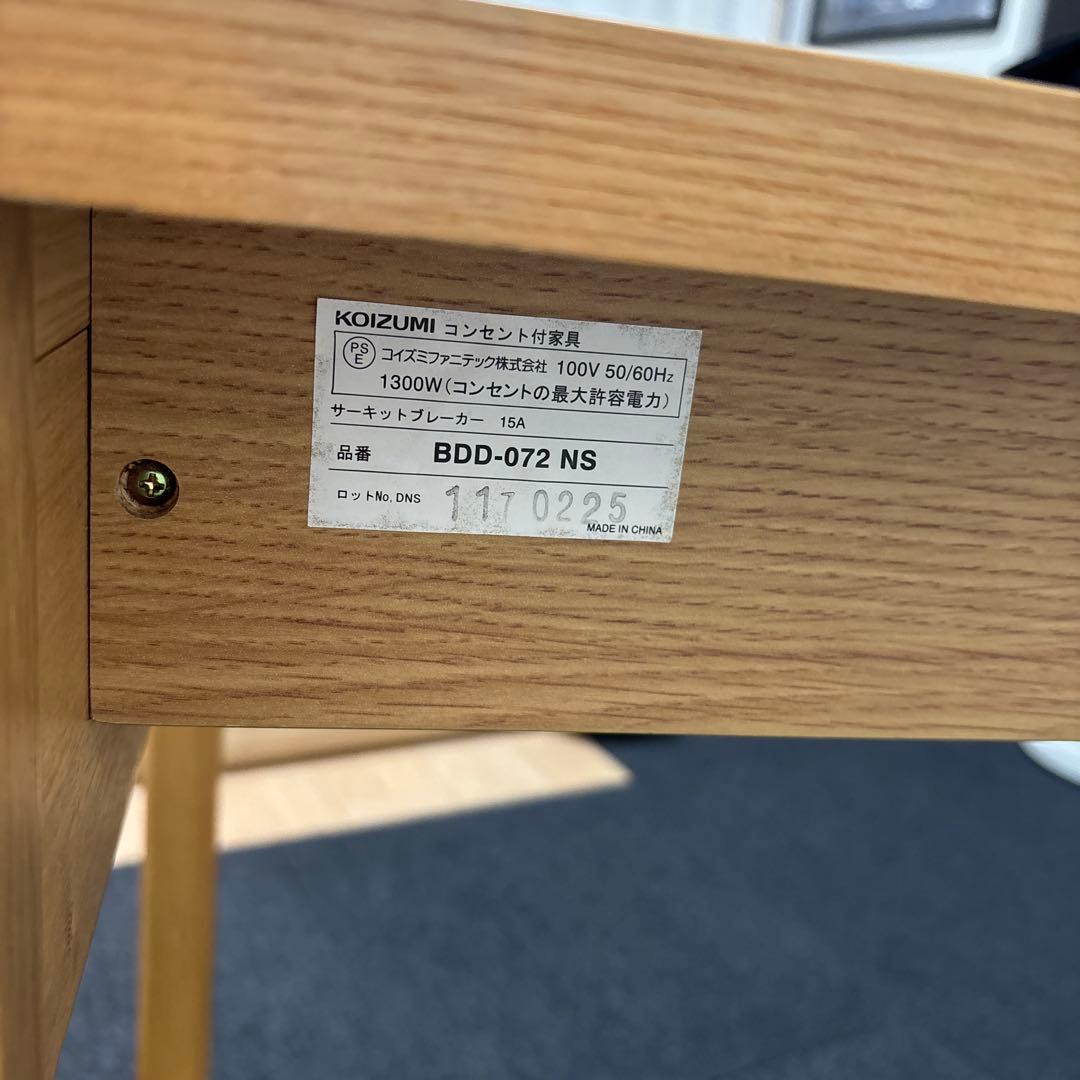 KOIZUMI コンセント付家具
PS
E
コイズミファニテック株式会社 100V 50/60Hz
1300W(コンセントの最大許容電力)
サーキットブレーカー 15A
品番 BDD-072 NS
ロットNo. DNS 117 0225
MADE IN CHINA